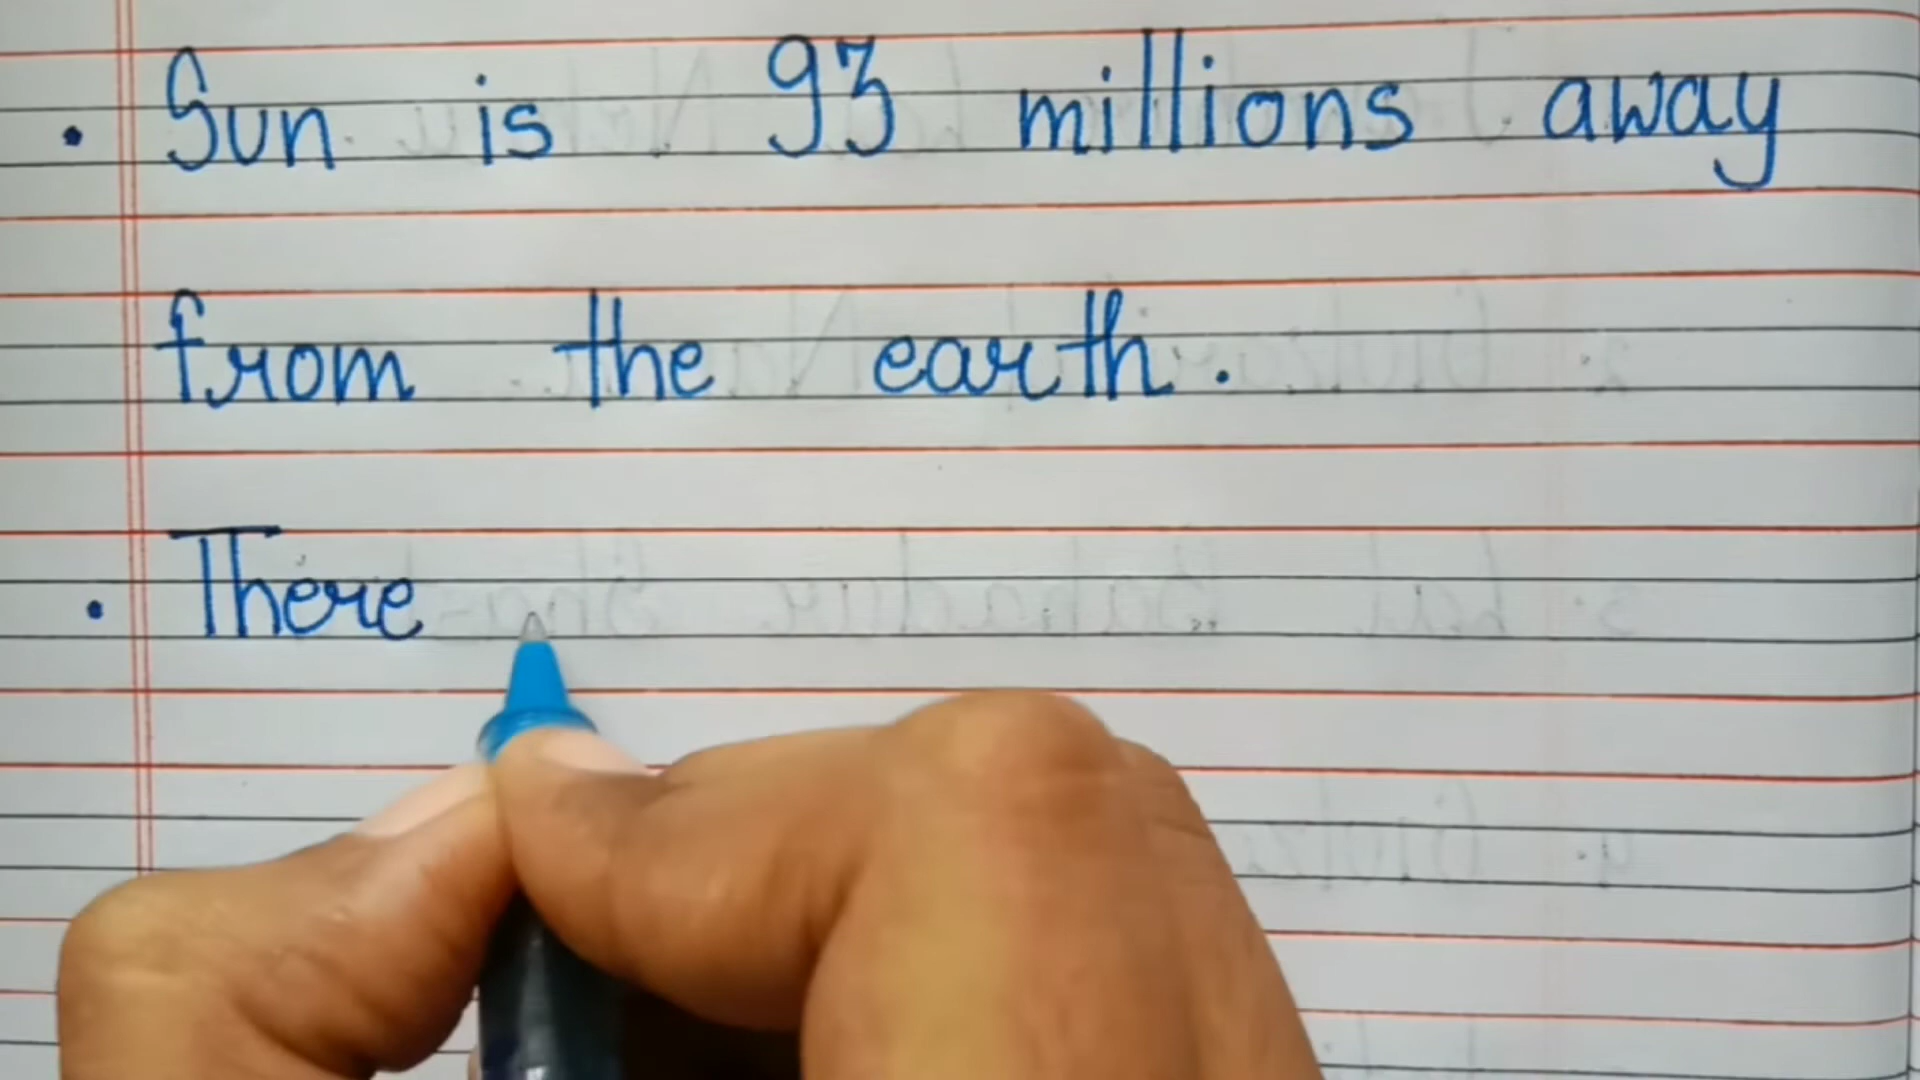 • Sun is 93 millions away
from the earth.
• There